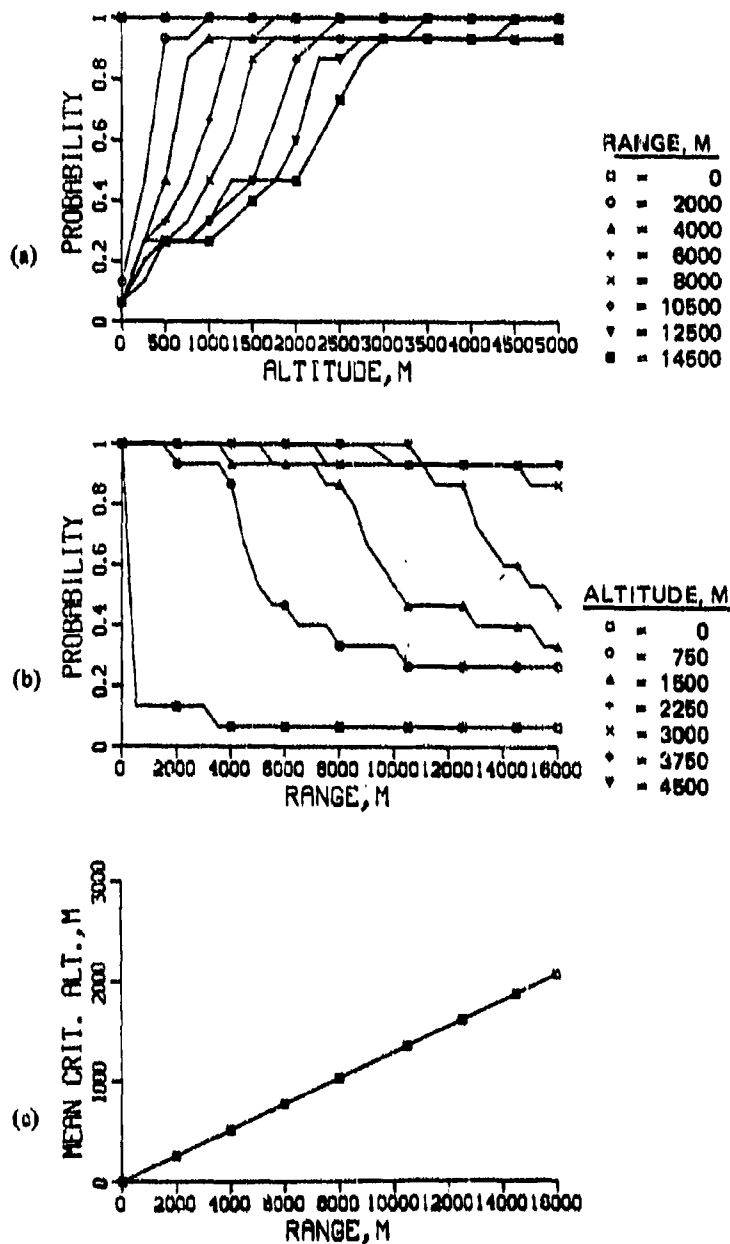 (a)
PROBABILITY
0 0.2 0.4 0.6 0.8 1
0 500 1000 1500 2000 2500 3000 3500 4000 4500 5000
ALTITUDE, M
RANGE, M
= 0
= 2000
= 4000
= 6000
= 8000
= 10500
= 12500
= 14500
(b)
PROBABILITY
0 0.2 0.4 0.6 0.8 1
0 2000 4000 6000 8000 10000 12000 14000 16000
RANGE, M
ALTITUDE, M
= 0
= 750
= 1500
= 2250
= 3000
= 3750
= 4500
(c)
MEAN CRIT. ALT., M
0 1000 2000 3000
0 2000 4000 6000 8000 10000 12000 14000 16000
RANGE, M